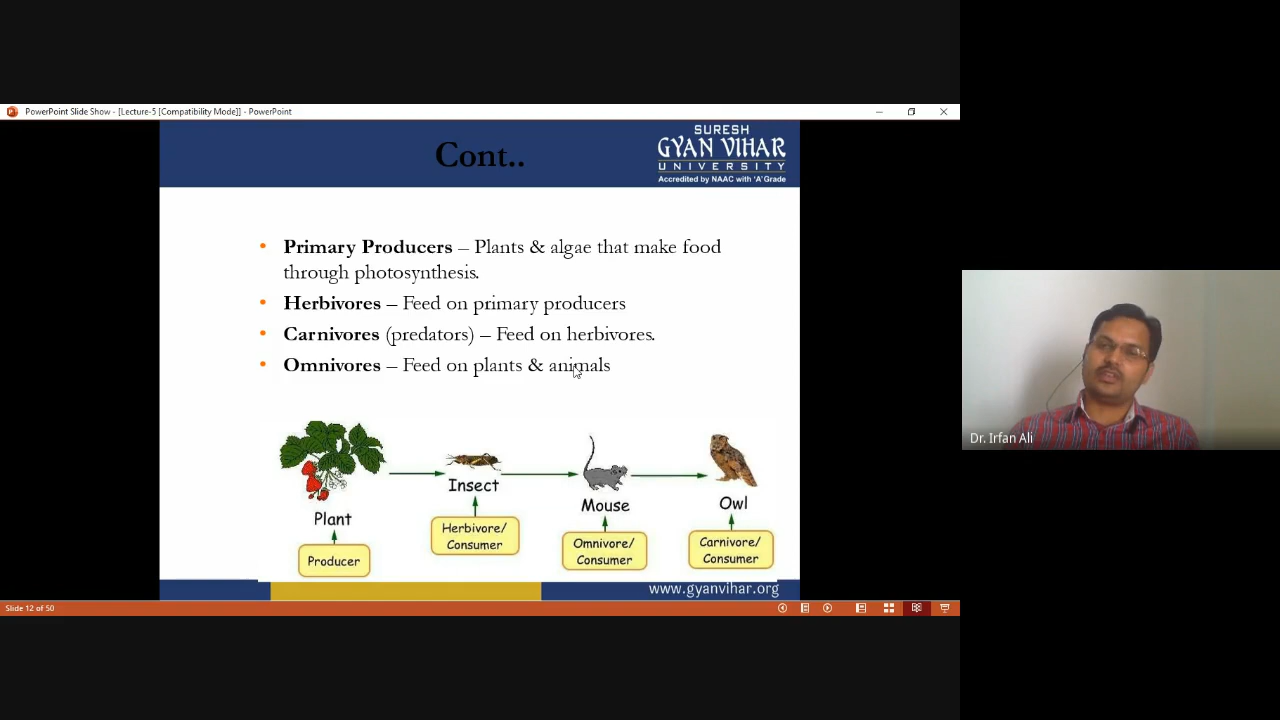 PowerPoint Slide Show - [Lecture-5 [Compatibility Mode]] - PowerPoint
Cont..
SURESH
GYAN VIHAR
UNIVERSITY
Accredited by NAAC with 'A' Grade
• Primary Producers – Plants & algae that make food
through photosynthesis.
• Herbivores – Feed on primary producers
• Carnivores (predators) – Feed on herbivores.
• Omnivores – Feed on plants & animals
Plant
Producer
Insect
Herbivore/
Consumer
Mouse
Omnivore/
Consumer
Owl
Carnivore/
Consumer
www.gyanvihar.org
Slide 12 of 50
Dr. Irfan Ali